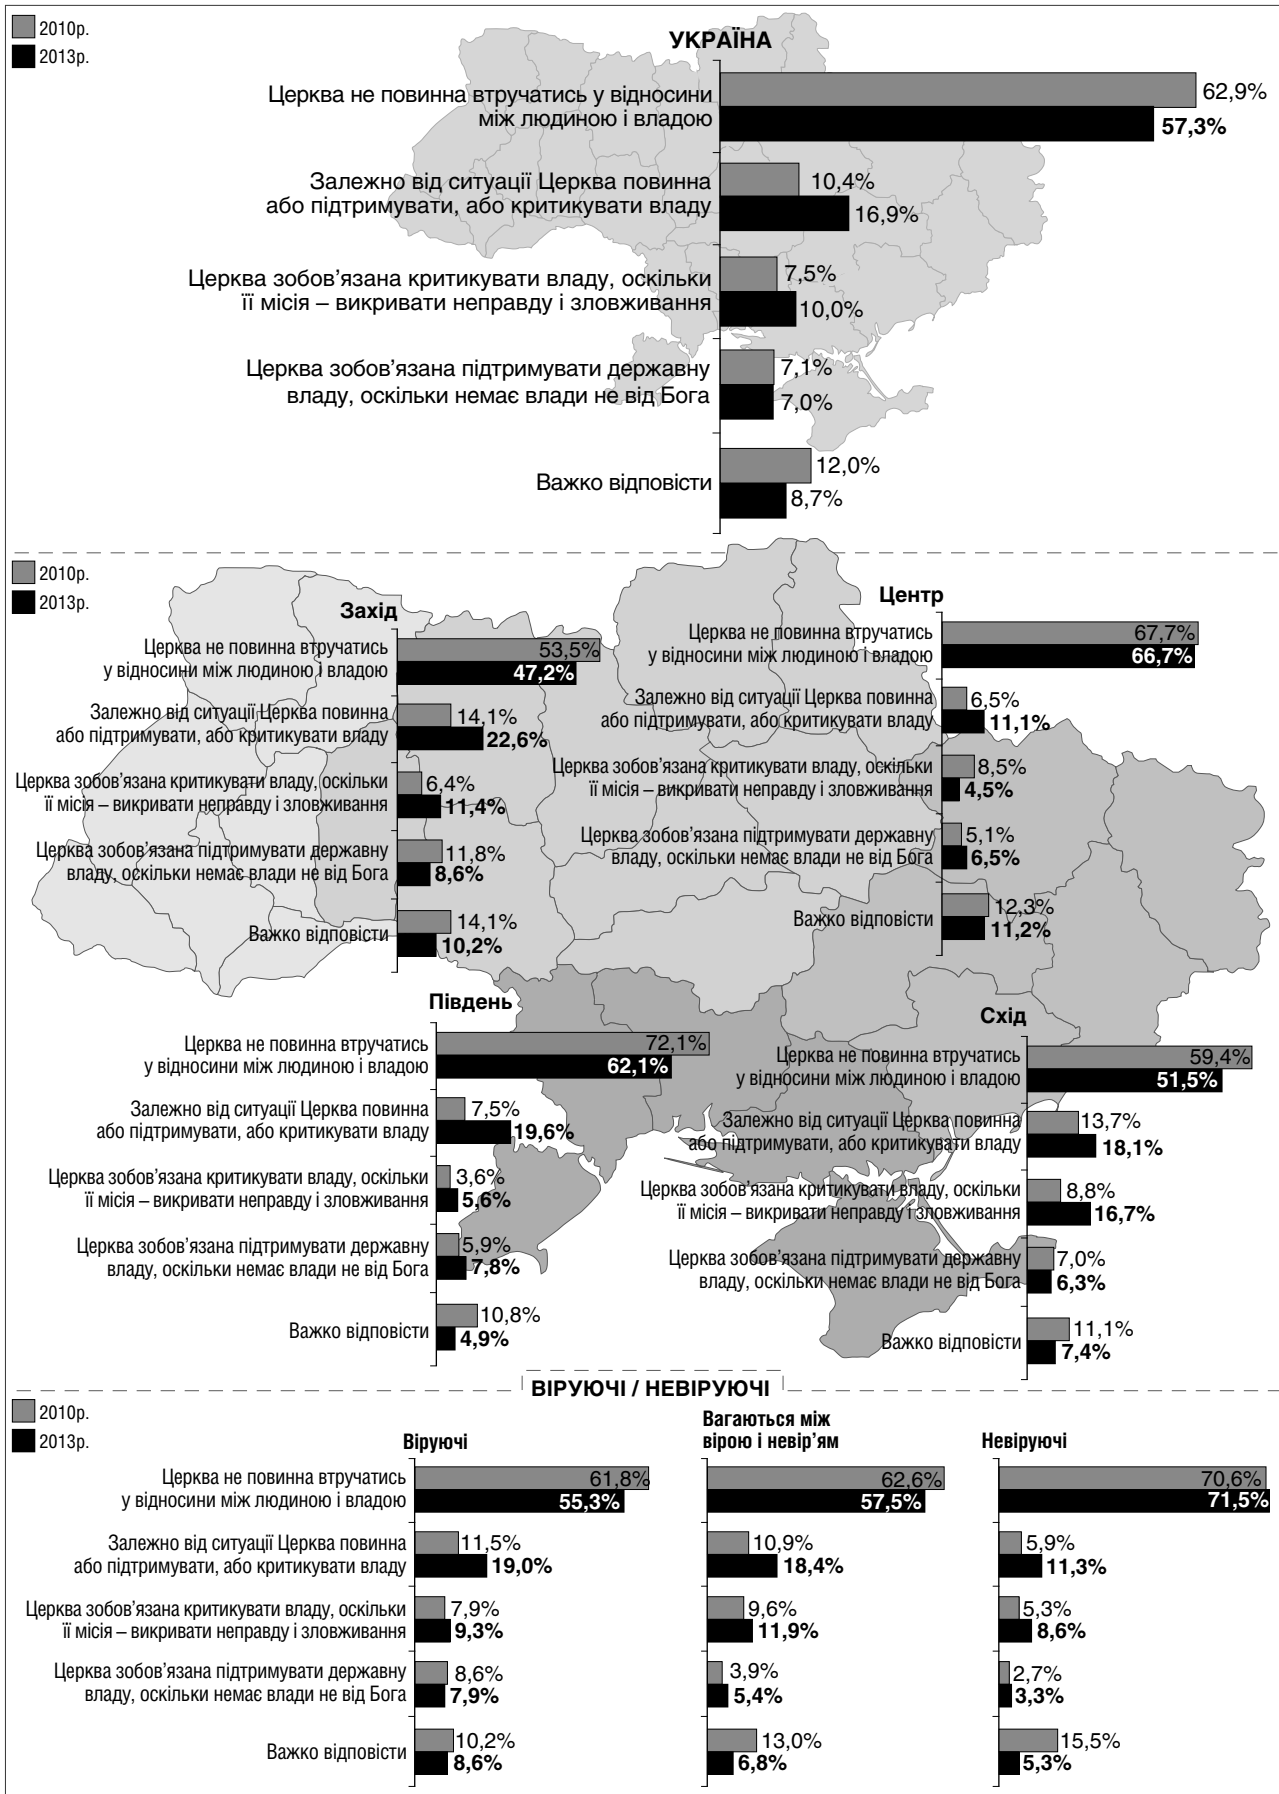 2010р.
2013р.
УКРАЇНА
Церква не повинна втручатись у відносини
між людиною і владою
62,9%
57,3%
Залежно від ситуації Церква повинна
або підтримувати, або критикувати владу
10,4%
16,9%
Церква зобов’язана критикувати владу, оскільки
її місія – викривати неправду і зловживання
7,5%
10,0%
Церква зобов’язана підтримувати державну
владу, оскільки немає влади не від Бога
7,1%
7,0%
Важко відповісти
12,0%
8,7%
2010р.
2013р.
Захід
Церква не повинна втручатись
у відносини між людиною і владою
53,5%
47,2%
Залежно від ситуації Церква повинна
або підтримувати, або критикувати владу
14,1%
22,6%
Церква зобов’язана критикувати владу, оскільки
її місія – викривати неправду і зловживання
6,4%
11,4%
Церква зобов’язана підтримувати державну
владу, оскільки немає влади не від Бога
11,8%
8,6%
Важко відповісти
14,1%
10,2%
Центр
Церква не повинна втручатись
у відносини між людиною і владою
67,7%
66,7%
Залежно від ситуації Церква повинна
або підтримувати, або критикувати владу
6,5%
11,1%
Церква зобов’язана критикувати владу, оскільки
її місія – викривати неправду і зловживання
8,5%
4,5%
Церква зобов’язана підтримувати державну
владу, оскільки немає влади не від Бога
5,1%
6,5%
Важко відповісти
12,3%
11,2%
Південь
Церква не повинна втручатись
у відносини між людиною і владою
72,1%
62,1%
Залежно від ситуації Церква повинна
або підтримувати, або критикувати владу
7,5%
19,6%
Церква зобов’язана критикувати владу, оскільки
її місія – викривати неправду і зловживання
3,6%
5,6%
Церква зобов’язана підтримувати державну
владу, оскільки немає влади не від Бога
5,9%
7,8%
Важко відповісти
10,8%
4,9%
Схід
Церква не повинна втручатись
у відносини між людиною і владою
59,4%
51,5%
Залежно від ситуації Церква повинна
або підтримувати, або критикувати владу
13,7%
18,1%
Церква зобов’язана критикувати владу, оскільки
її місія – викривати неправду і зловживання
8,8%
16,7%
Церква зобов’язана підтримувати державну
владу, оскільки немає влади не від Бога
7,0%
6,3%
Важко відповісти
11,1%
7,4%
ВІРУЮЧІ / НЕВІРУЮЧІ
2010р.
2013р.
Віруючі
Вагаються між
вірою і невір’ям
Невіруючі
Церква не повинна втручатись
у відносини між людиною і владою
61,8%
55,3%
62,6%
57,5%
70,6%
71,5%
Залежно від ситуації Церква повинна
або підтримувати, або критикувати владу
11,5%
19,0%
10,9%
18,4%
5,9%
11,3%
Церква зобов’язана критикувати владу, оскільки
її місія – викривати неправду і зловживання
7,9%
9,3%
9,6%
11,9%
5,3%
8,6%
Церква зобов’язана підтримувати державну
владу, оскільки немає влади не від Бога
8,6%
7,9%
3,9%
5,4%
2,7%
3,3%
Важко відповісти
10,2%
8,6%
13,0%
6,8%
15,5%
5,3%